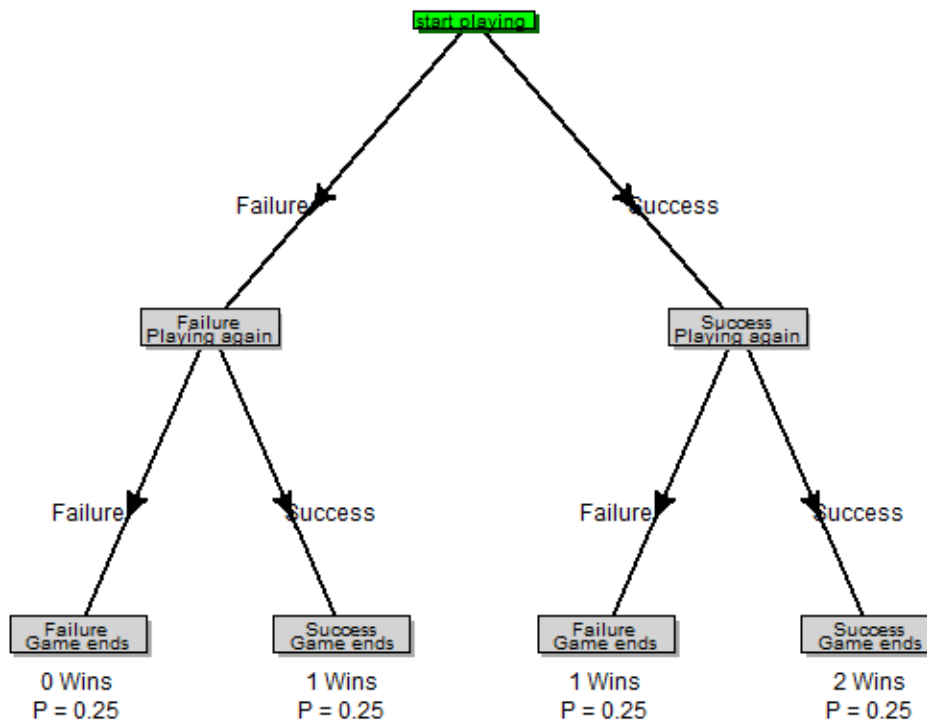 start playing
Failure
Success
Failure
Playing again
Success
Playing again
Failure
Success
Failure
Success
Failure
Game ends
Success
Game ends
Failure
Game ends
Success
Game ends
0 Wins
P = 0.25
1 Wins
P = 0.25
1 Wins
P = 0.25
2 Wins
P = 0.25